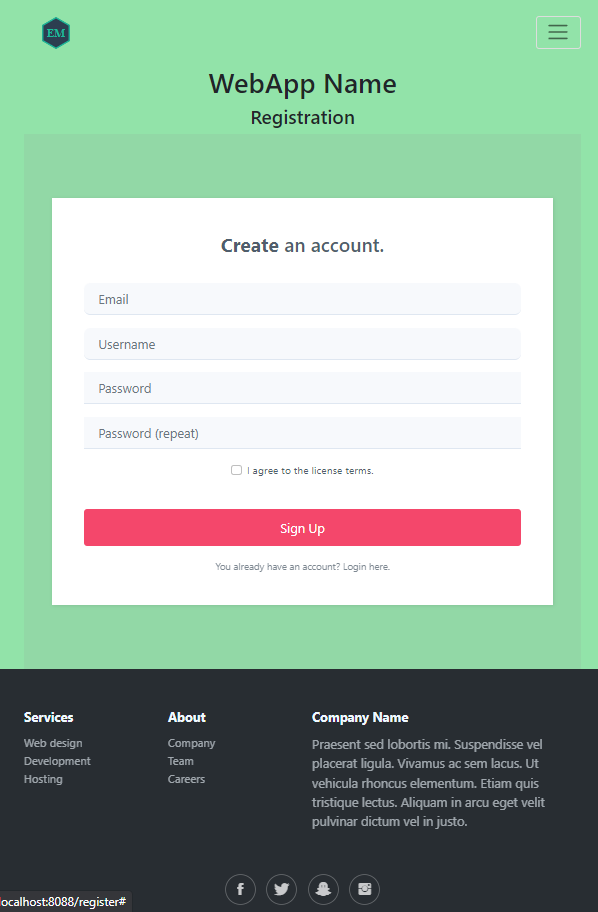 EM
WebApp Name
Registration
Create an account.
Email
Username
Password
Password (repeat)
I agree to the license terms.
Sign Up
You already have an account? Login here.
Services
Web design
Development
Hosting
About
Company
Team
Careers
Company Name
Praesent sed lobortis mi. Suspendisse vel
placerat ligula. Vivamus ac sem lacus. Ut
vehicula rhoncus elementum. Etiam quis
tristique lectus. Aliquam in arcu eget velit
pulvinar dictum vel in justo.
localhost:8088/register#